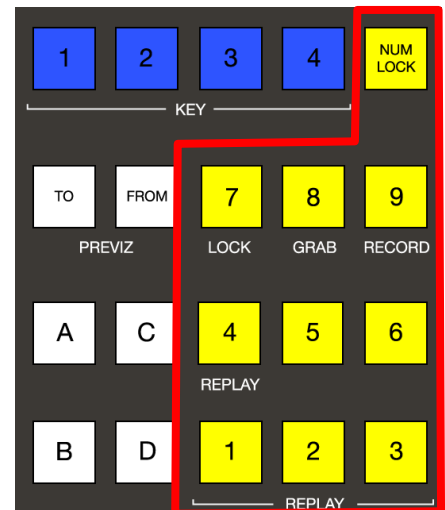 1 2 3 4 NUM LOCK
KEY
TO FROM 7 8 9
PREVIZ LOCK GRAB RECORD
A C 4 5 6
REPLAY
B D 1 2 3
REPLAY